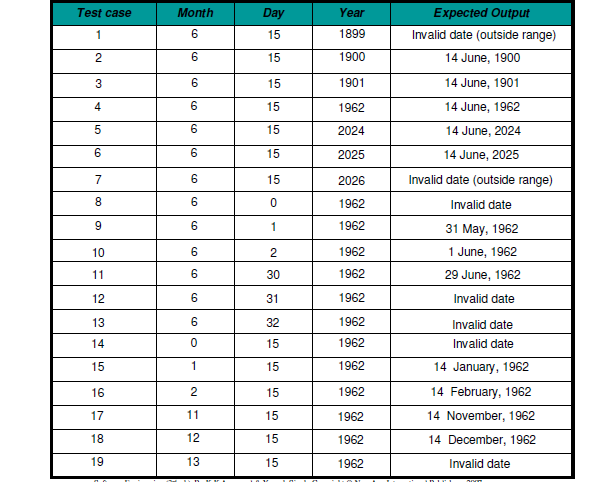 Test case Month Day Year Expected Output
1 6 15 1899 Invalid date (outside range)
2 6 15 1900 14 June, 1900
3 6 15 1901 14 June, 1901
4 6 15 1962 14 June, 1962
5 6 15 2024 14 June, 2024
6 6 15 2025 14 June, 2025
7 6 15 2026 Invalid date (outside range)
8 6 0 1962 Invalid date
9 6 1 1962 31 May, 1962
10 6 2 1962 1 June, 1962
11 6 30 1962 29 June, 1962
12 6 31 1962 Invalid date
13 6 32 1962 Invalid date
14 0 15 1962 Invalid date
15 1 15 1962 14 January, 1962
16 2 15 1962 14 February, 1962
17 11 15 1962 14 November, 1962
18 12 15 1962 14 December, 1962
19 13 15 1962 Invalid date